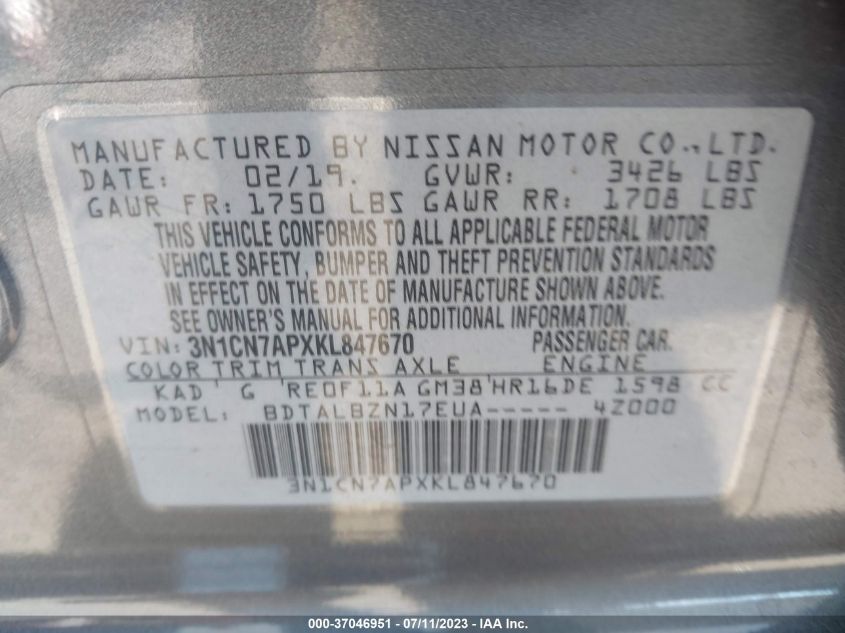 MANUFACTURED BY NISSAN MOTOR CO., LTD.
DATE: 02/19. GVWR: 3426 LBS
GAWR FR: 1750 LBS GAWR RR: 1708 LBS
THIS VEHICLE CONFORMS TO ALL APPLICABLE FEDERAL MOTOR
VEHICLE SAFETY, BUMPER AND THEFT PREVENTION STANDARDS
IN EFFECT ON THE DATE OF MANUFACTURE SHOWN ABOVE.
SEE OWNER'S MANUAL FOR ADDITIONAL INFORMATION
VIN: 3N1CN7APXKL847670 PASSENGER CAR.
COLOR TRIM TRANS AXLE ENGINE
KAD G RE0F11A GM38 HR16DE 1598 CC
MODEL: BDTALBZN17EUA----- 4Z000
3N1CN7APXKL847670
000-37046951 - 07/11/2023 - IAAI Inc.